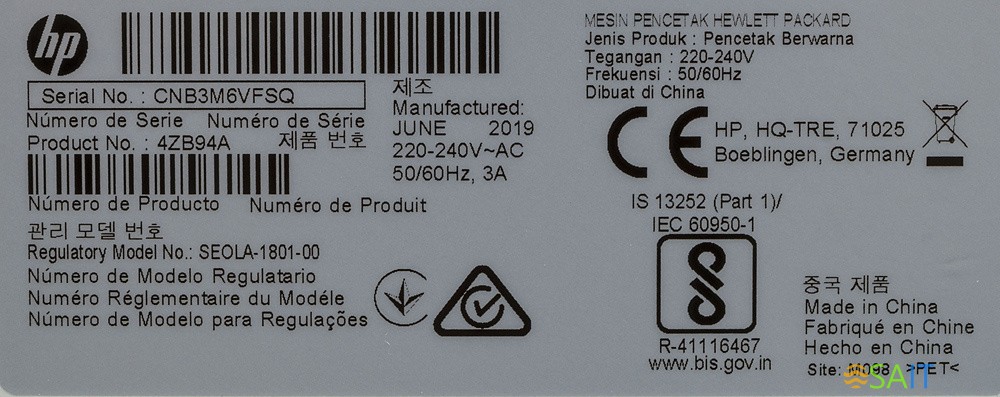 hp
Serial No. : CNB3M6VFSQ
Número de Serie Numéro de Série
Product No. : 4ZB94A 제품 번호
Número de Producto Numéro de Produit
관리 모델 번호
Regulatory Model No.: SEOLA-1801-00
Número de Modelo Regulatario
Numéro Réglementaire du Modéle
Número de Modelo para Regulações
제조
Manufactured:
JUNE 2019
220-240V~AC
50/60Hz, 3A
MESIN PENCETAK HEWLETT PACKARD
Jenis Produk : Pencetak Berwarna
Tegangan : 220-240V
Frekuensi : 50/60Hz
Dibuat di China
CE
HP, HQ-TRE, 71025
Boeblingen, Germany
IS 13252 (Part 1)/
IEC 60950-1
R-41116467
www.bis.gov.in
중국 제품
Made in China
Fabriqué en Chine
Hecho en China
Site: M098 >PET<
SAIT